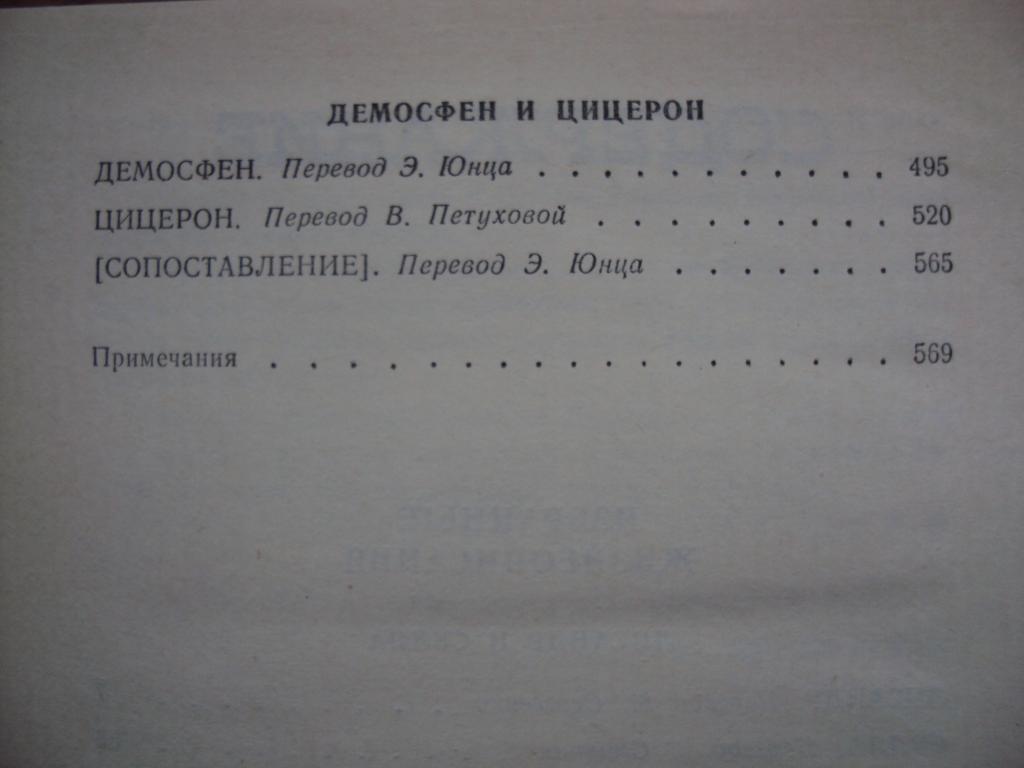 ДЕМОСФЕН И ЦИЦЕРОН
ДЕМОСФЕН. Перевод Э. Юнца . . . . . . . . . . . . 495
ЦИЦЕРОН. Перевод В. Петуховой . . . . . . . . . 520
[СОПОСТАВЛЕНИЕ]. Перевод Э. Юнца . . . . . . . 565
Примечания . . . . . . . . . . . . . . . . . 569